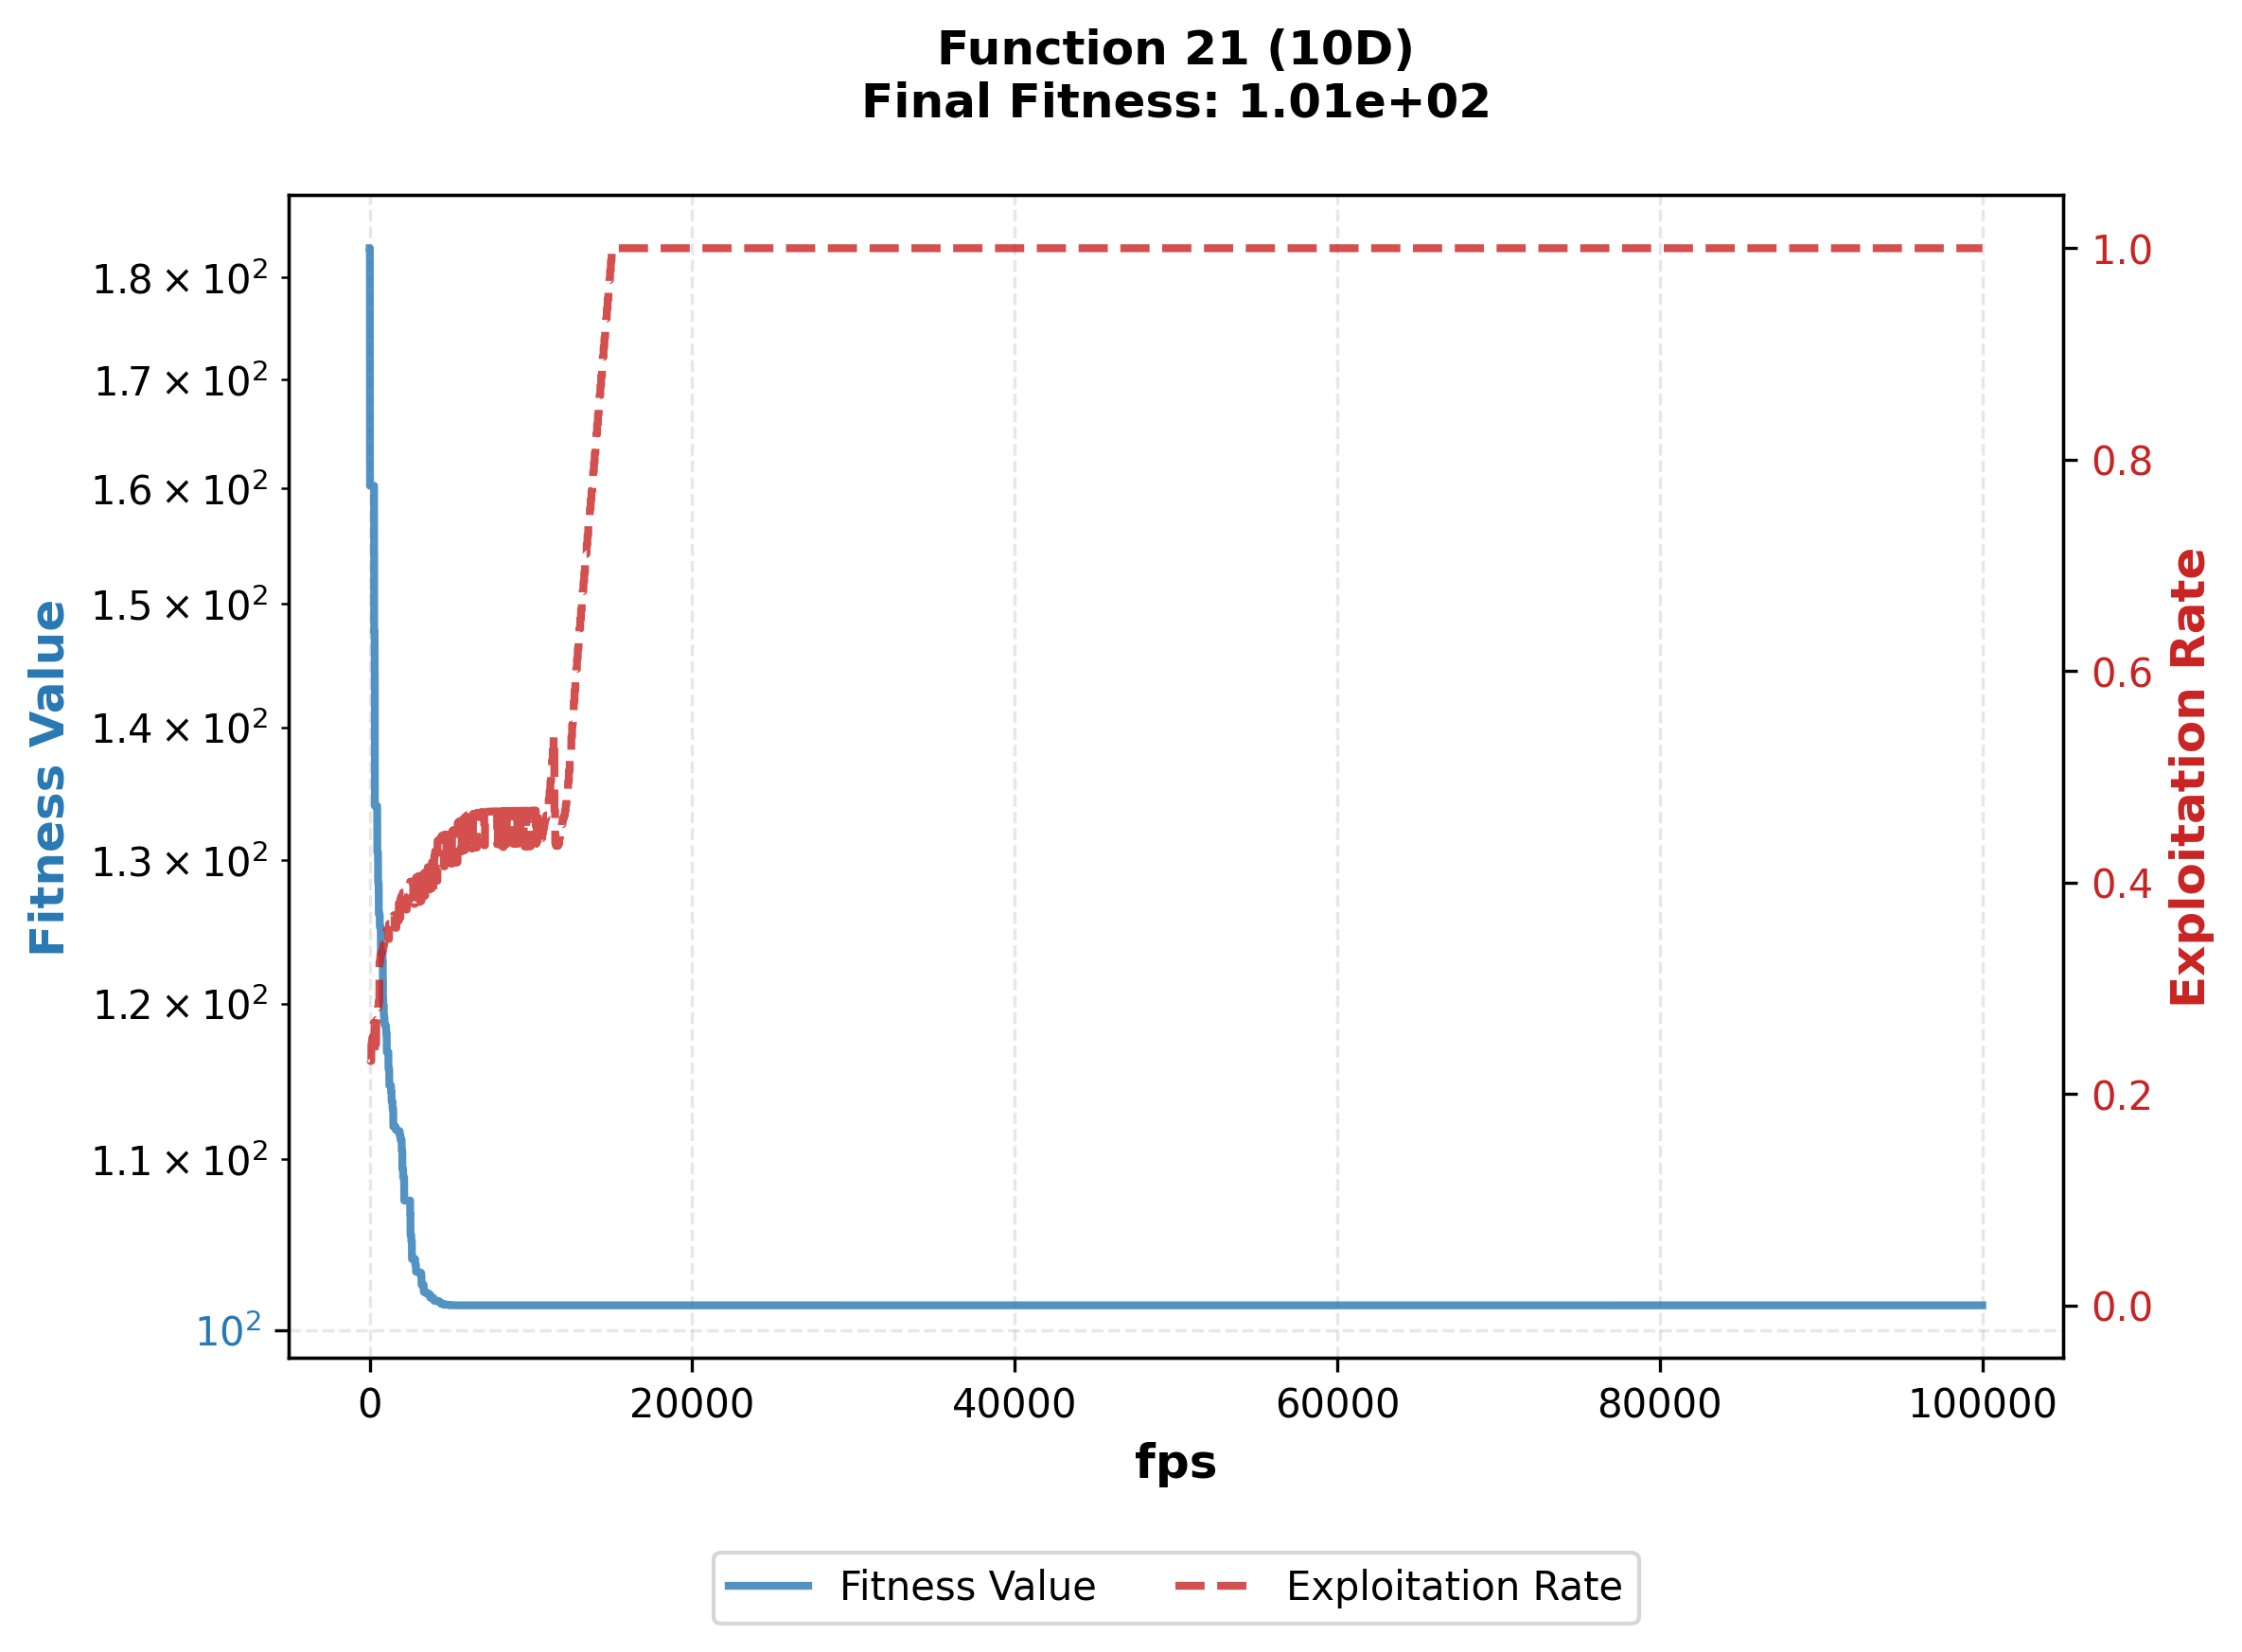 Function 21 (10D)
Final Fitness: 1.01e+02
Fitness Value
1.8 × 10²
1.7 × 10²
1.6 × 10²
1.5 × 10²
1.4 × 10²
1.3 × 10²
1.2 × 10²
1.1 × 10²
10²
1.0
0.8
0.6
0.4
0.2
0.0
Exploitation Rate
0 20000 40000 60000 80000 100000
fps
Fitness Value Exploitation Rate